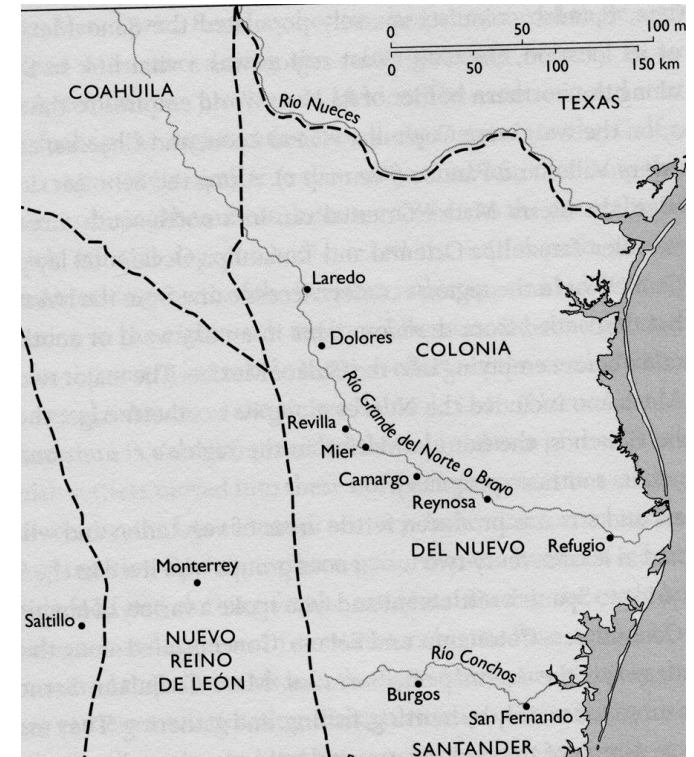 0
50
100 mi
0
50
100
150 km
COAHUILA
Río Nueces
TEXAS
Laredo
Dolores
COLONIA
Río Grande del Norte o Bravo
Revilla
Mier
Camargo
Reynosa
DEL NUEVO
Refugio
Monterrey
Saltillo
NUEVO
REINO
DE LEÓN
Río Conchos
Burgos
San Fernando
SANTANDER